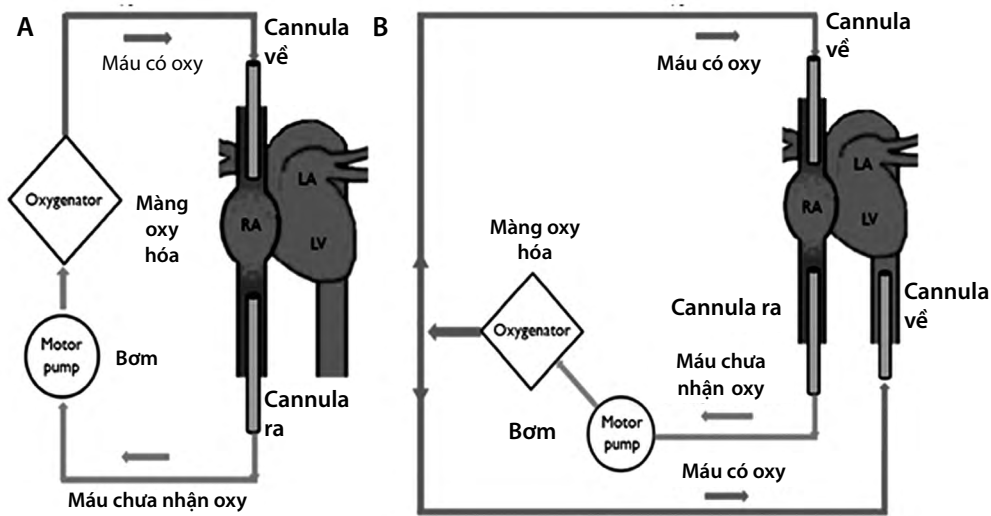 A
Cannula
về
Máu có oxy
Oxygenator
Màng
oxy
hóa
LA
RA
LV
Motor
pump
Bơm
Cannula
ra
Máu chưa nhận oxy
B
Cannula
về
Máu có oxy
LA
RA
LV
Màng oxy
hóa
Oxygenator
Cannula ra
Cannula
về
Máu chưa
nhận oxy
Bơm
Motor
pump
Máu có oxy